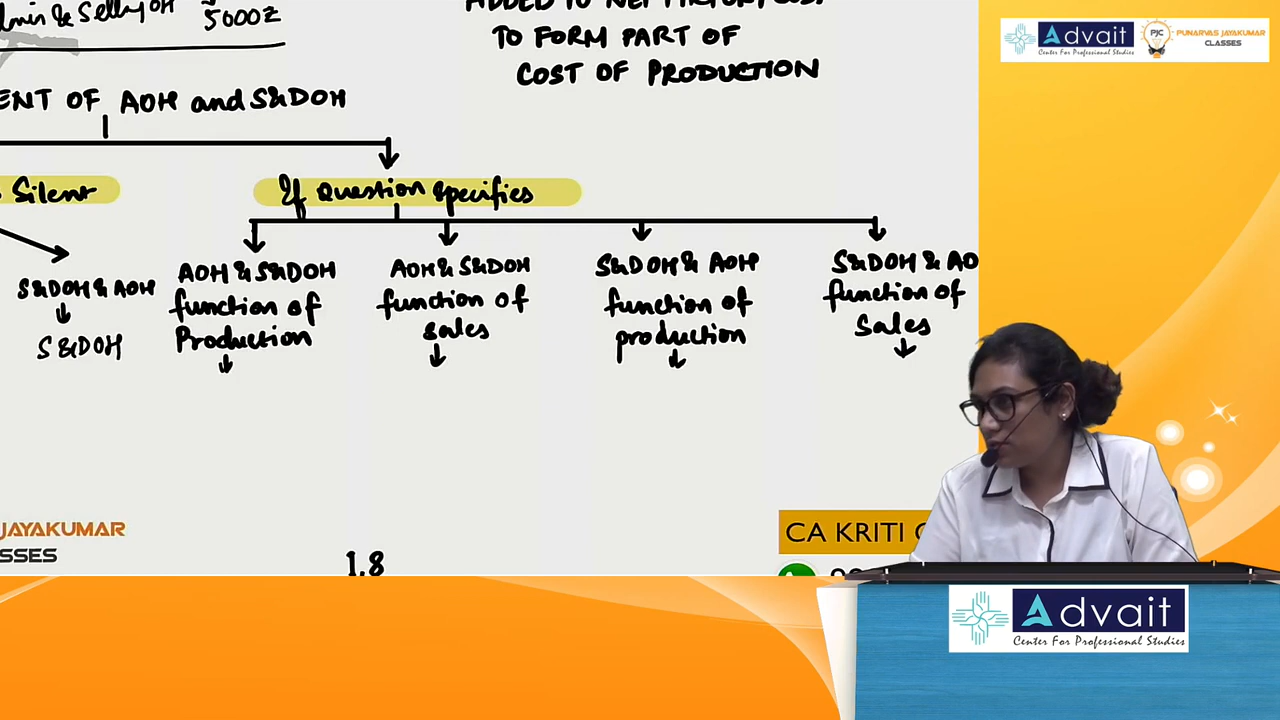 & Selling OH
5000Z
TO FORM PART OF
COST OF PRODUCTION
ENT OF AOH and S&DOH
Silent
If Question Specifies
S&DOH & AOH
S&DOH
AOH & S&DOH
function of
Production
AOH & S&DOH
function of
sales
S&DOH & AOH
function of
production
S&DOH & AO
function of
Sales
JAYAKUMAR
SSES
1.8
CA KRITI
Advait
Center For Professional Studies
PJC
PUNARVAS JAYAKUMAR
CLASSES
Advait
Center For Professional Studies